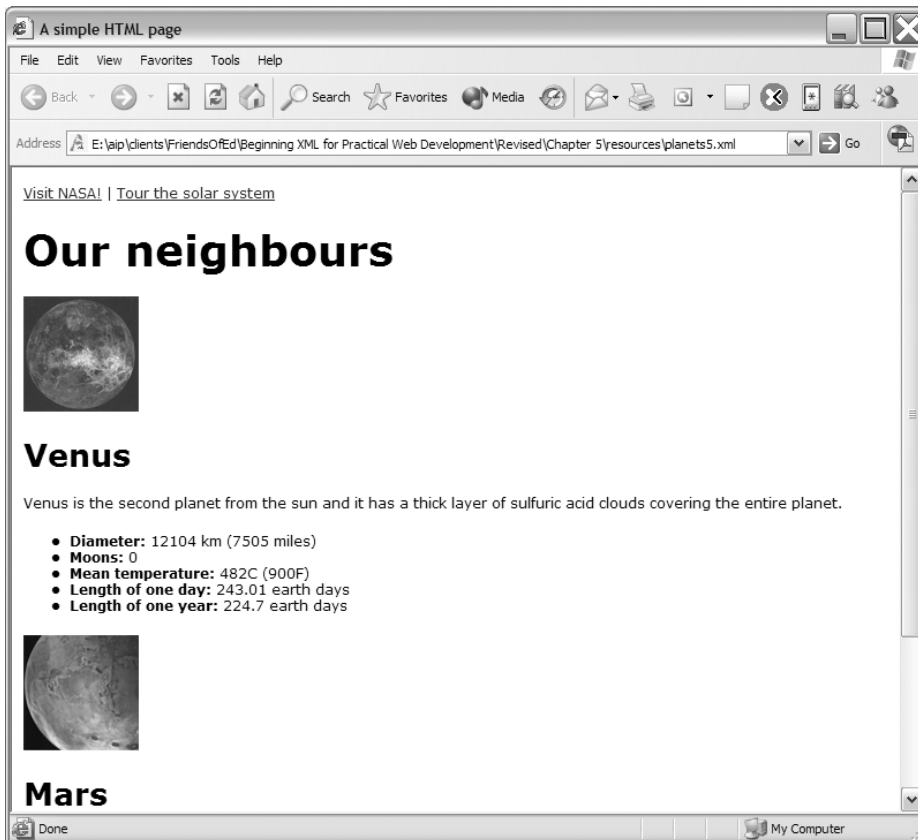 A simple HTML page
File Edit View Favorites Tools Help
Back Search Favorites Media
Address E:\aip\clients\FriendsOfEd\Beginning XML for Practical Web Development\Revised\Chapter 5\resources\planets5.xml Go
Visit NASA! | Tour the solar system
Our neighbours
Venus
Venus is the second planet from the sun and it has a thick layer of sulfuric acid clouds covering the entire planet.
Diameter: 12104 km (7505 miles)
Moons: 0
Mean temperature: 482C (900F)
Length of one day: 243.01 earth days
Length of one year: 224.7 earth days
Mars
Done My Computer